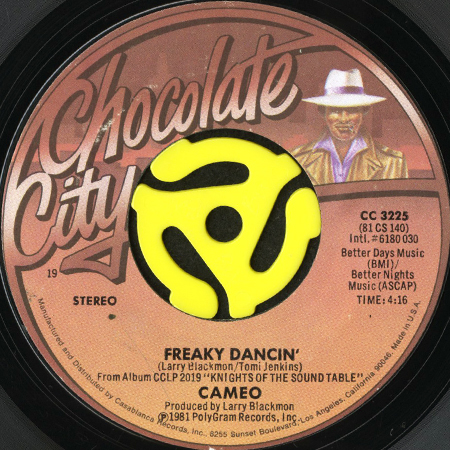 Chocolate
City
CC 3225
(81 CS 140)
Intl. #6180 030
Better Days Music
(BMI)/
Better Nights
Music (ASCAP)
TIME: 4:16
19
STEREO
FREAKY DANCIN'
(Larry Blackmon/Tomi Jenkins)
From Album CCLP 2019 "KNIGHTS OF THE SOUND TABLE"
CAMEO
Produced by Larry Blackmon
Ⓟ1981 PolyGram Records, Inc.
Manufactured and Distributed by Casablanca Records, Inc., 8255 Sunset Boulevard, Los Angeles, California 90046. Made in U.S.A.